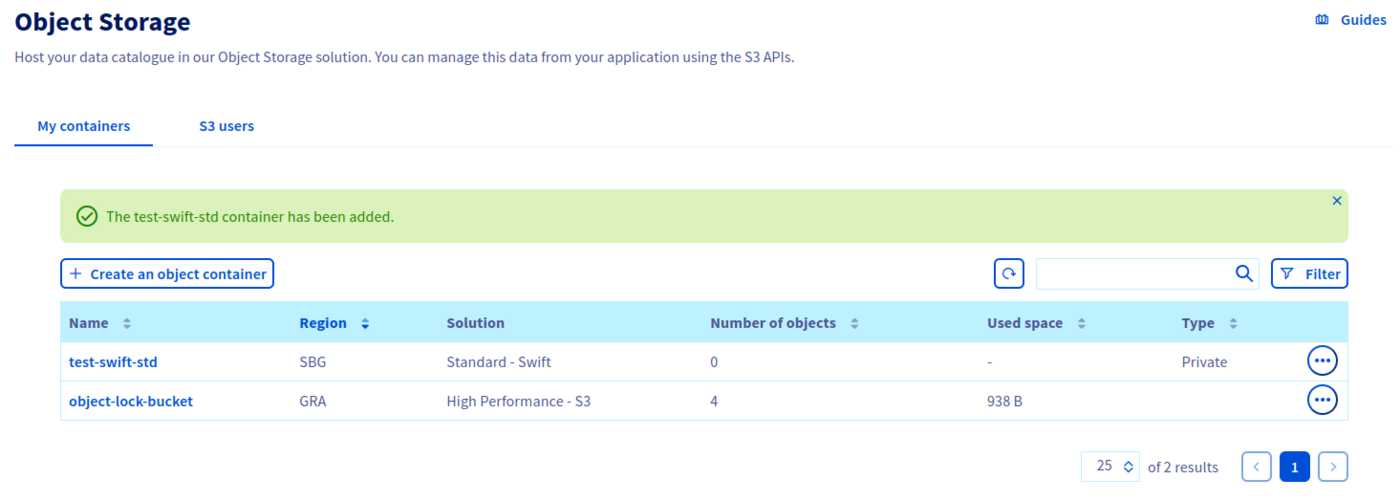 Object Storage
Guides
Host your data catalogue in our Object Storage solution. You can manage this data from your application using the S3 APIs.
My containers S3 users
The test-swift-std container has been added.
Create an object container Filter
Name Region Solution Number of objects Used space Type
test-swift-std SBG Standard - Swift 0 - Private
object-lock-bucket GRA High Performance - S3 4 938 B
25 of 2 results 1